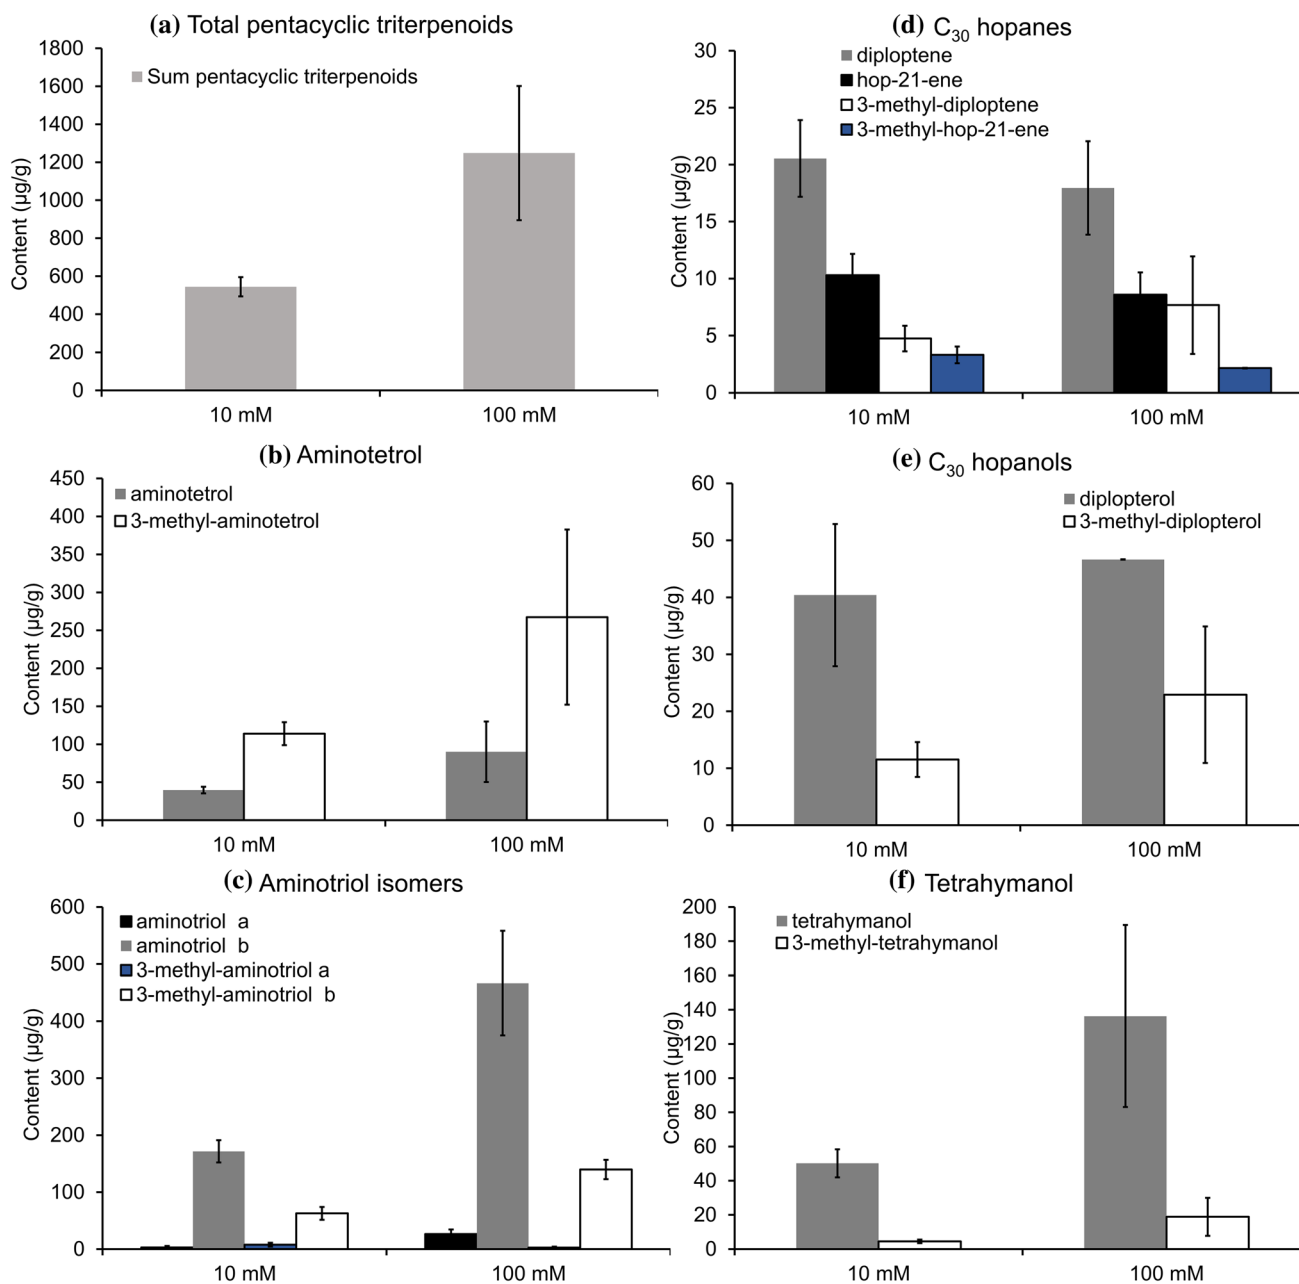 (a) Total pentacyclic triterpenoids
Content (µg/g)
1800
1600
1400
1200
1000
800
600
400
200
0
Sum pentacyclic triterpenoids
10 mM
100 mM
(d) C30 hopanes
Content (µg/g)
30
25
20
15
10
5
0
diploptene
hop-21-ene
3-methyl-diploptene
3-methyl-hop-21-ene
10 mM
100 mM
(b) Aminotetrol
Content (µg/g)
450
400
350
300
250
200
150
100
50
0
aminotetrol
3-methyl-aminotetrol
10 mM
100 mM
(e) C30 hopanols
Content (µg/g)
60
50
40
30
20
10
0
diplopterol
3-methyl-diplopterol
10 mM
100 mM
(c) Aminotriol isomers
Content (µg/g)
600
500
400
300
200
100
0
aminotriol a
aminotriol b
3-methyl-aminotriol a
3-methyl-aminotriol b
10 mM
100 mM
(f) Tetrahymanol
Content (µg/g)
200
180
160
140
120
100
80
60
40
20
0
tetrahymanol
3-methyl-tetrahymanol
10 mM
100 mM